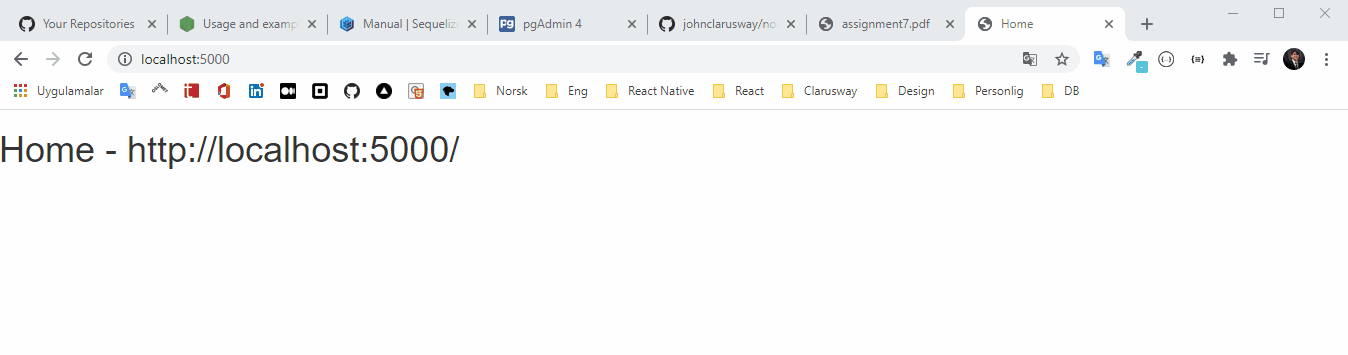 Your Repositories
Usage and examp
Manual | Sequeliz
pgAdmin 4
johnclarusway/no
assignment7.pdf
Home
localhost:5000
Uygulamalar
Norsk
Eng
React Native
React
Clarusway
Design
Personlig
DB
Home - http://localhost:5000/